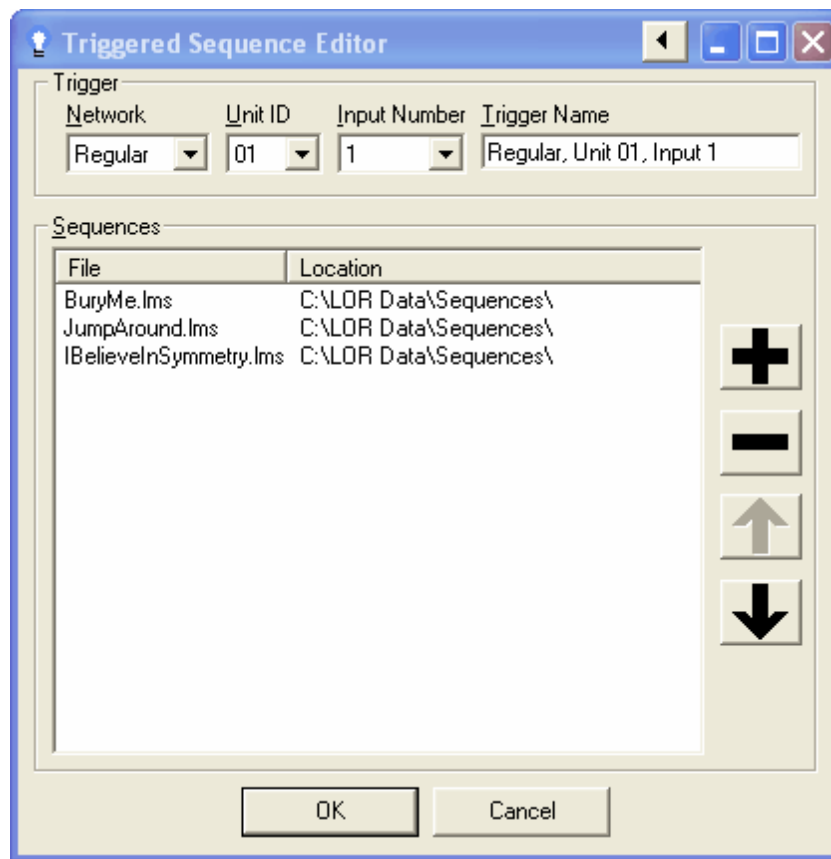 Triggered Sequence Editor
Trigger
Network Unit ID Input Number Trigger Name
Regular 01 1 Regular, Unit 01, Input 1
Sequences
File Location
BuryMe.lms C:\LOR Data\Sequences\
JumpAround.lms C:\LOR Data\Sequences\
IBelieveInSymmetry.lms C:\LOR Data\Sequences\
OK Cancel